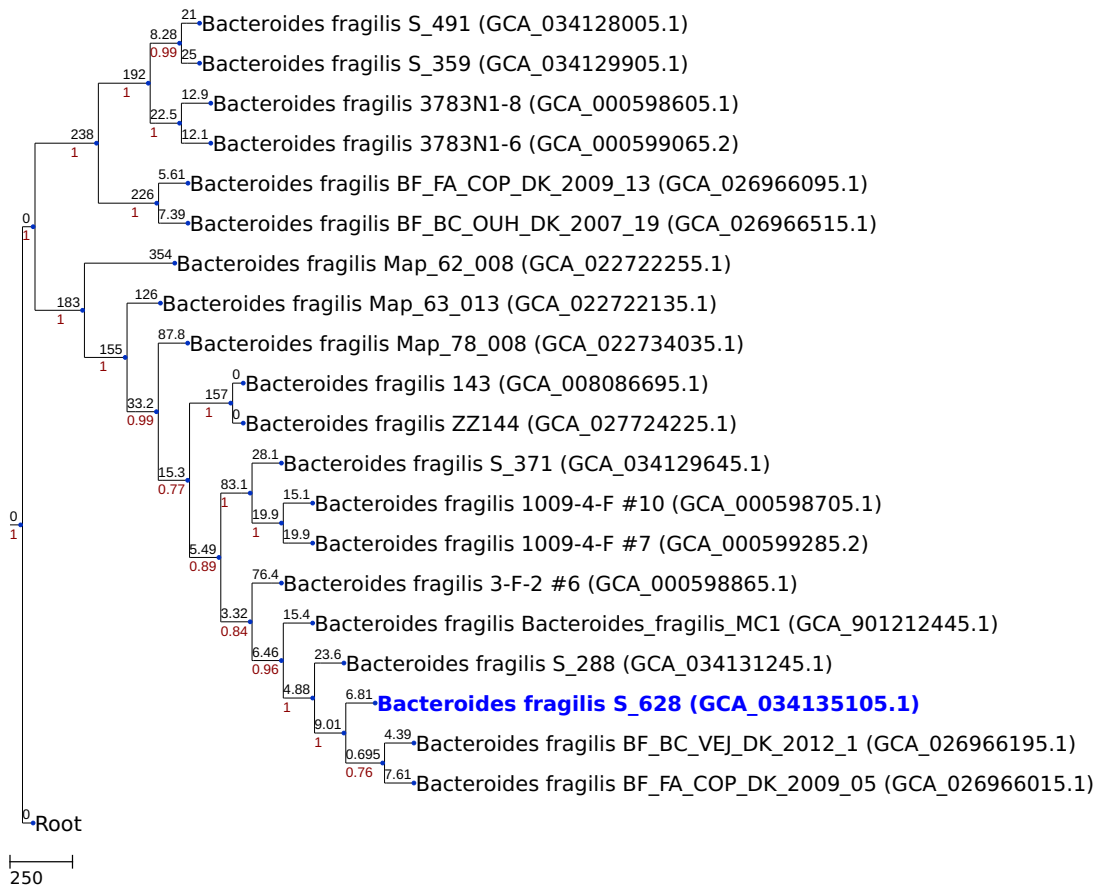 21
Bacteroides fragilis S_491 (GCA_034128005.1)
8.28
0.99
25
Bacteroides fragilis S_359 (GCA_034129905.1)
192
1
12.9
Bacteroides fragilis 3783N1-8 (GCA_000598605.1)
22.5
1
12.1
Bacteroides fragilis 3783N1-6 (GCA_000599065.2)
238
1
5.61
Bacteroides fragilis BF_FA_COP_DK_2009_13 (GCA_026966095.1)
226
1
7.39
Bacteroides fragilis BF_BC_OUH_DK_2007_19 (GCA_026966515.1)
0
1
354
Bacteroides fragilis Map_62_008 (GCA_022722255.1)
183
1
126
Bacteroides fragilis Map_63_013 (GCA_022722135.1)
155
1
87.8
Bacteroides fragilis Map_78_008 (GCA_022734035.1)
33.2
0.99
0
Bacteroides fragilis 143 (GCA_008086695.1)
157
1
0
Bacteroides fragilis ZZ144 (GCA_027724225.1)
15.3
0.77
28.1
Bacteroides fragilis S_371 (GCA_034129645.1)
83.1
1
15.1
Bacteroides fragilis 1009-4-F #10 (GCA_000598705.1)
19.9
1
19.9
Bacteroides fragilis 1009-4-F #7 (GCA_000599285.2)
0
1
5.49
0.89
76.4
Bacteroides fragilis 3-F-2 #6 (GCA_000598865.1)
3.32
0.84
15.4
Bacteroides fragilis Bacteroides_fragilis_MC1 (GCA_901212445.1)
6.46
0.96
23.6
Bacteroides fragilis S_288 (GCA_034131245.1)
4.88
1
6.81
Bacteroides fragilis S_628 (GCA_034135105.1)
9.01
1
4.39
Bacteroides fragilis BF_BC_VEJ_DK_2012_1 (GCA_026966195.1)
0.695
0.76
7.61
Bacteroides fragilis BF_FA_COP_DK_2009_05 (GCA_026966015.1)
0
Root
250